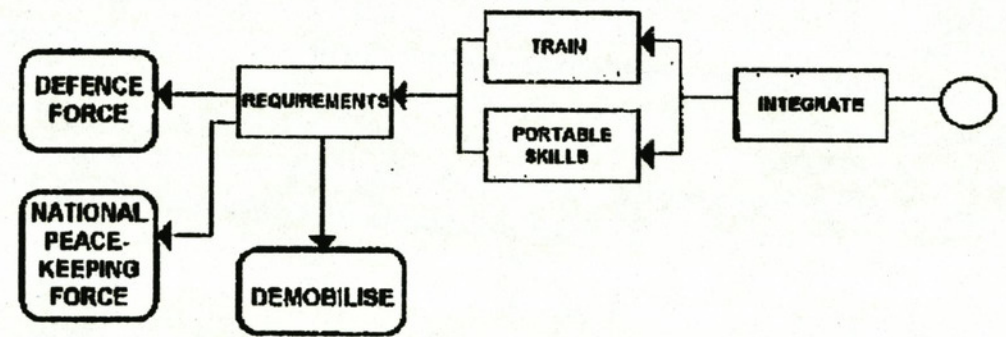 DEFENCE
FORCE
REQUIREMENTS
TRAIN
PORTABLE
SKILLS
INTEGRATE
NATIONAL
PEACE-
KEEPING
FORCE
DEMOBILISE